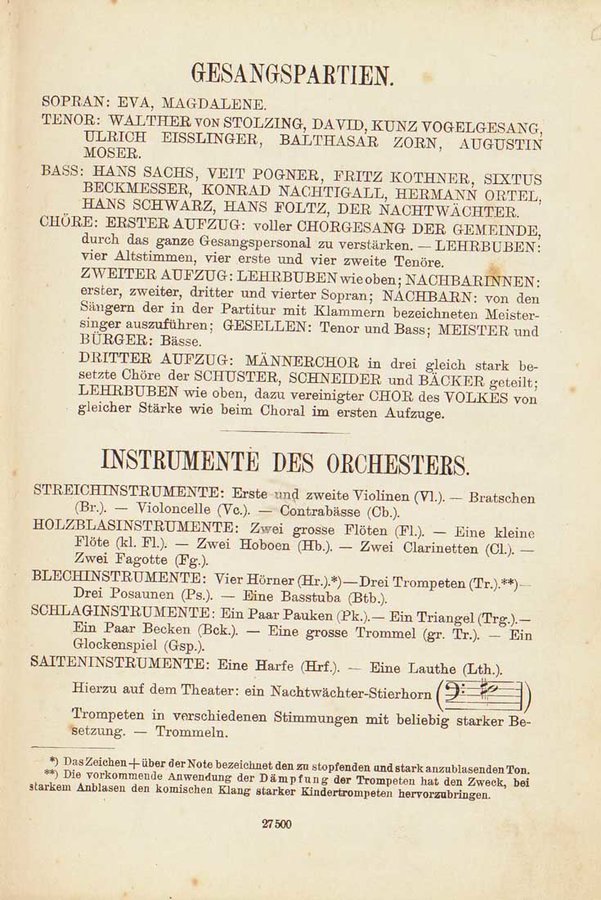 GESANGSPARTIEN.
SOPRAN: EVA, MAGDALENE.
TENOR: WALTHER VON STOLZING, DAVID, KUNZ VOGELGESANG,
ULRICH EISSLINGER, BALTHASAR ZORN, AUGUSTIN
MOSER.
BASS: HANS SACHS, VEIT POGNER, FRITZ KOTHNER, SIXTUS
BECKMESSER, KONRAD NACHTIGALL, HERMANN ORTEL,
HANS SCHWARZ, HANS FOLTZ, DER NACHTWÄCHTER.
CHÖRE: ERSTER AUFZUG: voller CHORGESANG DER GEMEINDE,
durch das ganze Gesangspersonal zu verstärken. — LEHRBUBEN:
vier Altstimmen, vier erste und vier zweite Tenöre.
ZWEITER AUFZUG: LEHRBUBEN wie oben; NACHBARINNEN:
erster, zweiter, dritter und vierter Sopran; NACHBARN: von den
Sängern der in der Partitur mit Klammern bezeichneten Meister-
singer auszuführen; GESELLEN: Tenor und Bass; MEISTER und
BÜRGER: Bässe.
DRITTER AUFZUG: MÄNNERCHOR in drei gleich stark be-
setzte Chöre der SCHUSTER, SCHNEIDER und BÄCKER geteilt;
LEHRBUBEN wie oben, dazu vereinigter CHOR des VOLKES von
gleicher Stärke wie beim Choral im ersten Aufzuge.
INSTRUMENTE DES ORCHESTERS.
STREICHINSTRUMENTE: Erste und zweite Violinen (Vl.). — Bratschen
(Br.). — Violoncelle (Vc.). — Contrabässe (Cb.).
HOLZBLASINSTRUMENTE: Zwei grosse Flöten (Fl.). — Eine kleine
Flöte (kl. Fl.). — Zwei Hoboen (Hb.). — Zwei Clarinetten (Cl.). —
Zwei Fagotte (Fg.).
BLECHINSTRUMENTE: Vier Hörner (Hr.).*) — Drei Trompeten (Tr.).**) —
Drei Posaunen (Ps.). — Eine Basstuba (Btb.).
SCHLAGINSTRUMENTE: Ein Paar Pauken (Pk.). — Ein Triangel (Trg.). —
Ein Paar Becken (Bck.). — Eine grosse Trommel (gr. Tr.). — Ein
Glockenspiel (Gsp.).
SAITENINSTRUMENTE: Eine Harfe (Hrf.). — Eine Lauthe (Lth.).
Hierzu auf dem Theater: ein Nachtwächter-Stierhorn ( )
Trompeten in verschiedenen Stimmungen mit beliebig starker Be-
setzung. — Trommeln.
*) Das Zeichen + über der Note bezeichnet den zu stopfenden und stark anzublasenden Ton.
**) Die vorkommende Anwendung der Dämpfung der Trompeten hat den Zweck, bei
starkem Anblasen den komischen Klang starker Kindertrompeten hervorzubringen.
27500